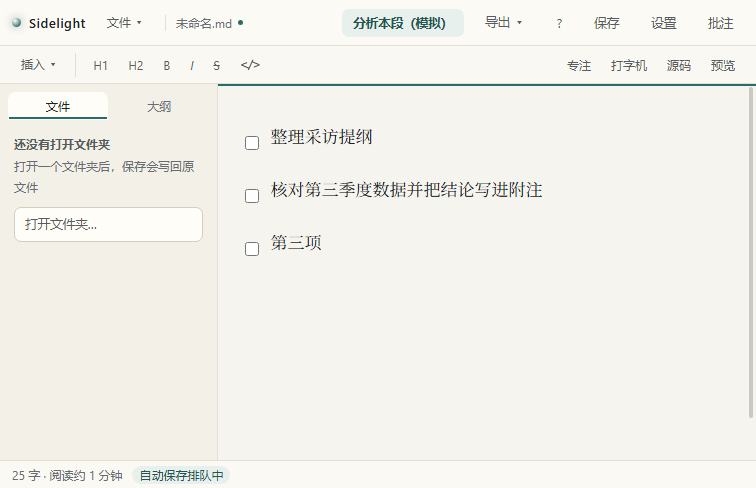 Sidelight 文件 未命名.md 分析本段（模拟） 导出 ? 保存 设置 批注
插入 H1 H2 B I S </> 专注 打字机 源码 预览
文件 大纲
还没有打开文件夹
打开一个文件夹后，保存会写回原
文件
打开文件夹...
整理采访提纲
核对第三季度数据并把结论写进附注
第三项
25 字 · 阅读约 1 分钟 自动保存排队中